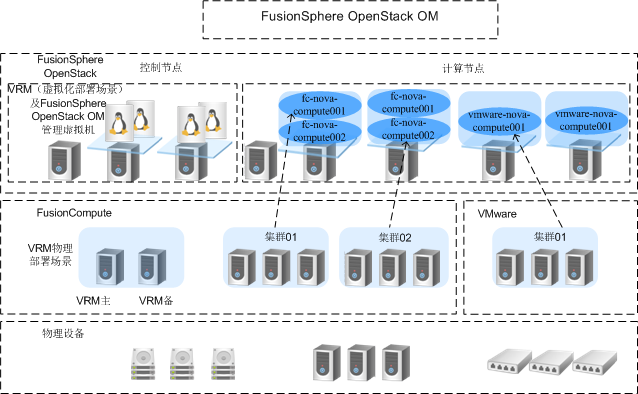 FusionSphere OpenStack OM
FusionSphere
OpenStack
控制节点
计算节点
VRM（虚拟化部署场景）
及FusionSphere
OpenStack OM
管理虚拟机
fc-nova-
compute001
fc-nova-
compute002
fc-nova-
compute001
fc-nova-
compute002
vmware-nova-
compute001
vmware-nova-
compute001
FusionCompute
VRM物理
部署场景
VRM主
VRM备
集群01
集群02
VMware
集群01
物理设备